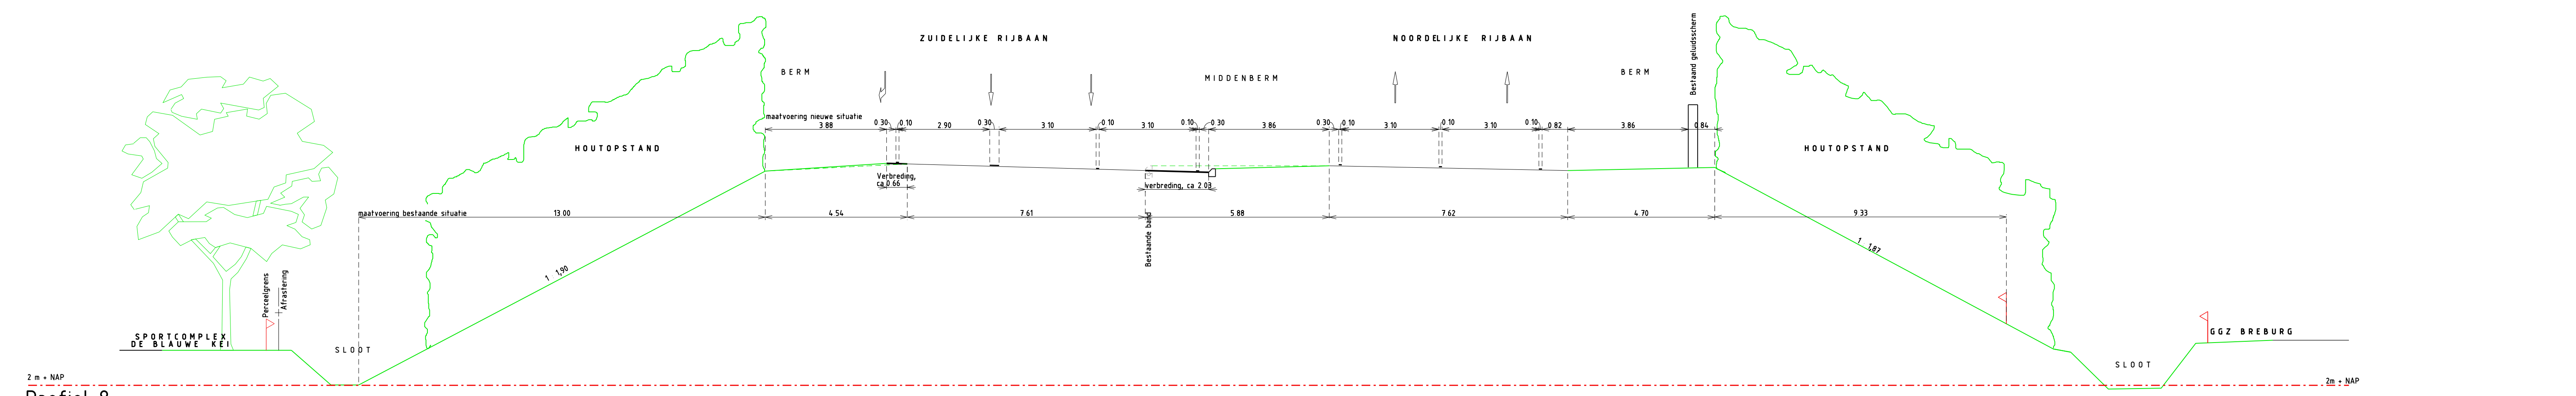 ZUIDELIJKE RIJBAAN
NOORDELIJKE RIJBAAN
Bestaand geluidsscherm
BERM
MIDDENBERM
BERM
maatvoering nieuwe situatie
3.88
0.30
0.10
2.90
0.30
3.10
0.10
3.10
0.10
0.30
3.86
0.30
0.10
3.10
0.10
3.10
0.10
0.82
3.86
0.84
HOUTOPSTAND
HOUTOPSTAND
Verbreding,
ca 0.66
verbreding, ca 2.03
maatvoering bestaande situatie
13.00
4.54
7.61
5.88
7.62
4.70
9.33
Bestaande band
1 1,90
1 1,87
Perceelgrens
Afrastering
SPORTCOMPLEX
DE BLAUWE KEI
SLOOT
GGZ BREBURG
SLOOT
2 m + NAP
2m + NAP